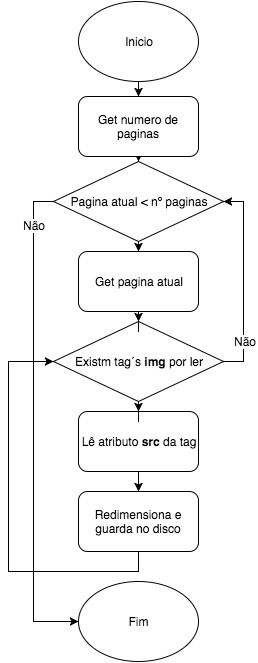 Inicio
Get numero de
paginas
Pagina atual < nº paginas
Não
Get pagina atual
Não
Existm tag´s img por ler
Lê atributo src da tag
Redimensiona e
guarda no disco
Fim